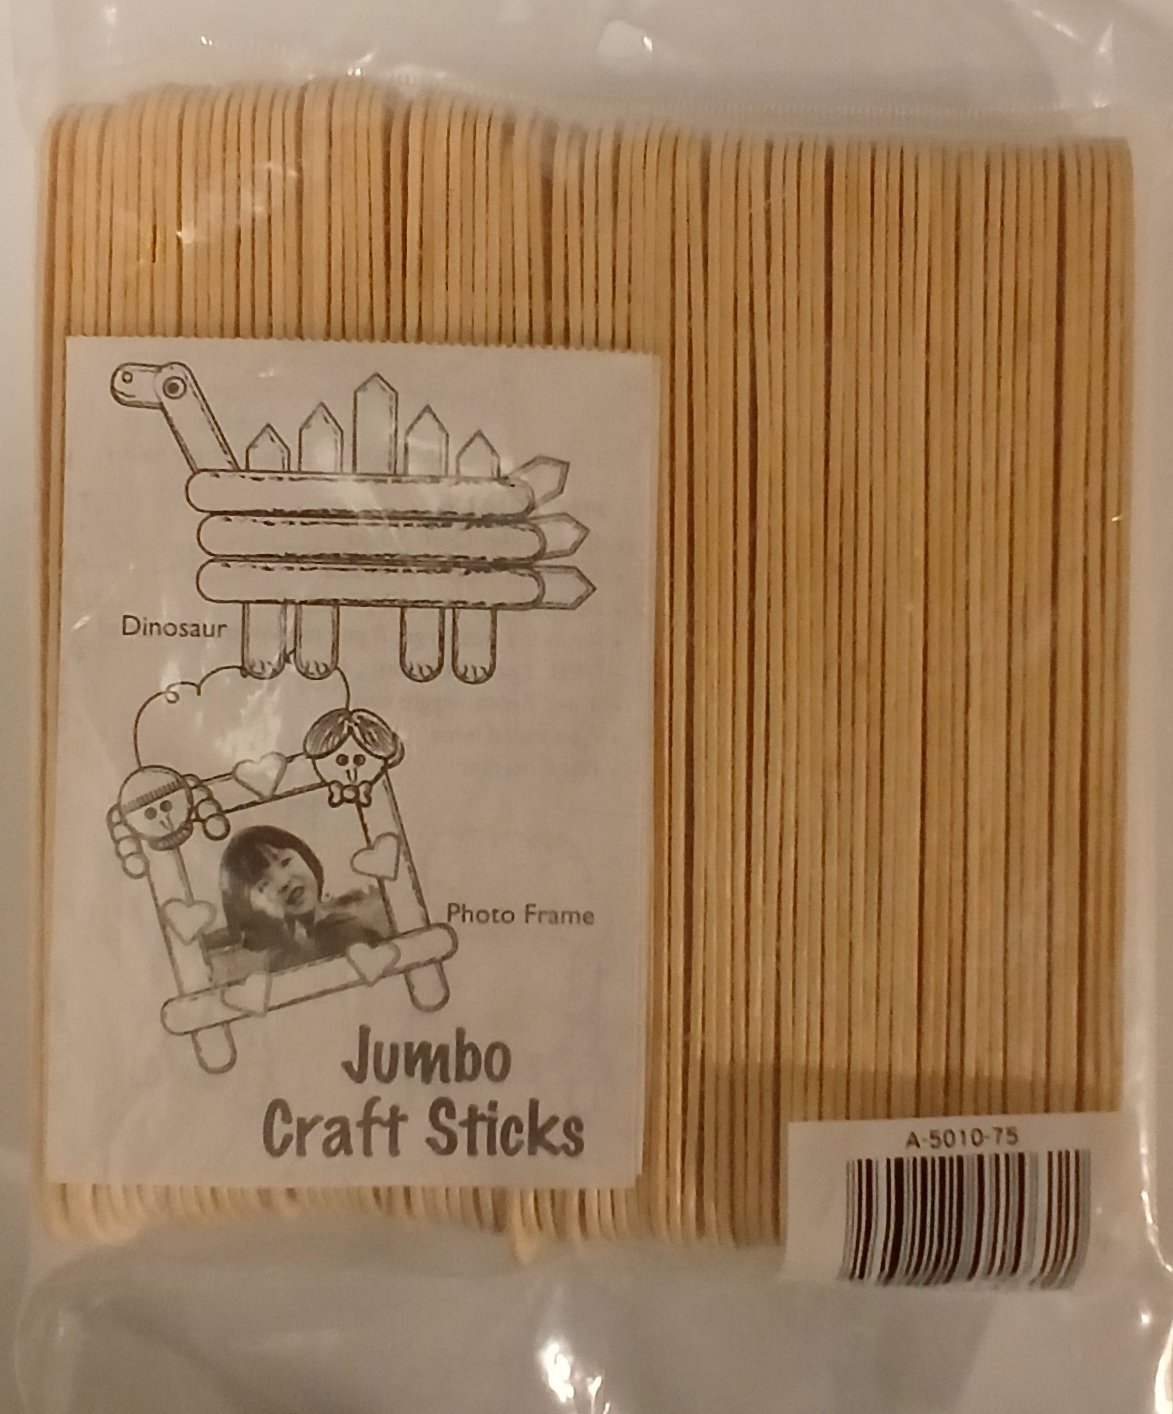 Dinosaur
Photo Frame
Jumbo
Craft Sticks
A-5010-75